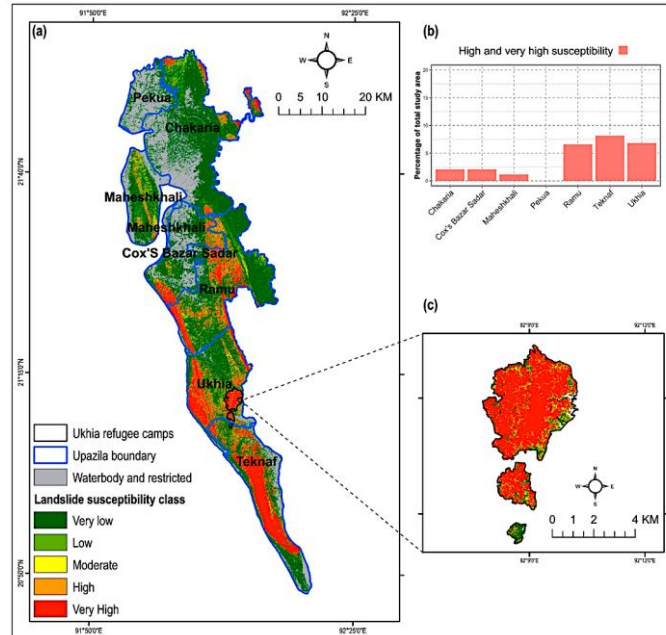 91°50'0"E
92°25'0"E
(a)
N
W
E
S
0
10
20 KM
Pekua
Chakaria
21°40'0"N
Maheshkhali
Maheshkhali
Cox'S Bazar Sadar
Ramu
21°15'0"N
Ukhia
Teknaf
20°50'0"N
Ukhia refugee camps
Upazila boundary
Waterbody and restricted
Landslide susceptibility class
Very low
Low
Moderate
High
Very High
91°50'0"E
92°25'0"E
(b)
High and very high susceptibility
Percentage of total study area
20
15
10
5
0
Chakaria
Cox's Bazar Sadar
Maheshkhali
Pekua
Ramu
Teknaf
Ukhia
(c)
92°9'0"E
92°12'0"E
N
W
E
S
0
2
4 KM
92°9'0"E
92°12'0"E